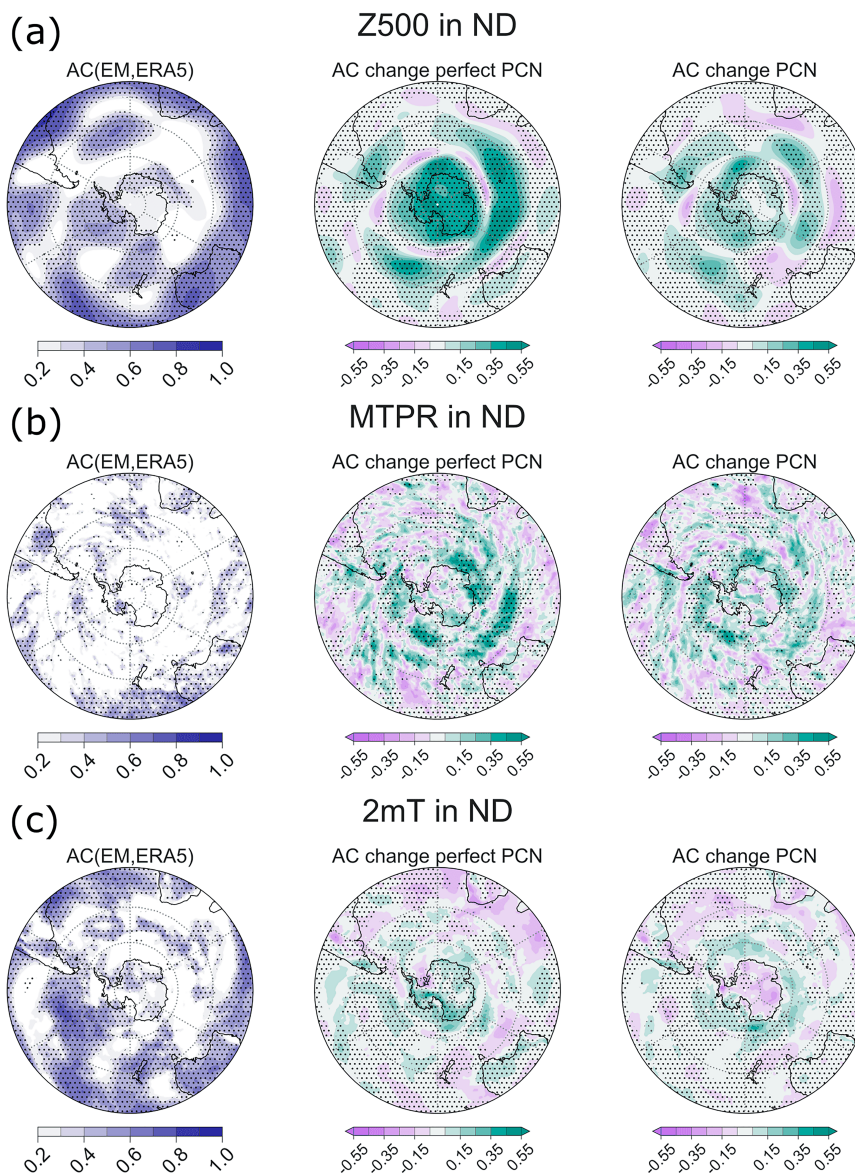 (a)
Z500 in ND
AC(EM,ERA5)
AC change perfect PCN
AC change PCN
0.2 0.4 0.6 0.8 1.0
-0.55 -0.35 -0.15 0.15 0.35 0.55
-0.55 -0.35 -0.15 0.15 0.35 0.55
(b)
MTPR in ND
AC(EM,ERA5)
AC change perfect PCN
AC change PCN
0.2 0.4 0.6 0.8 1.0
-0.55 -0.35 -0.15 0.15 0.35 0.55
-0.55 -0.35 -0.15 0.15 0.35 0.55
(c)
2mT in ND
AC(EM,ERA5)
AC change perfect PCN
AC change PCN
0.2 0.4 0.6 0.8 1.0
-0.55 -0.35 -0.15 0.15 0.35 0.55
-0.55 -0.35 -0.15 0.15 0.35 0.55